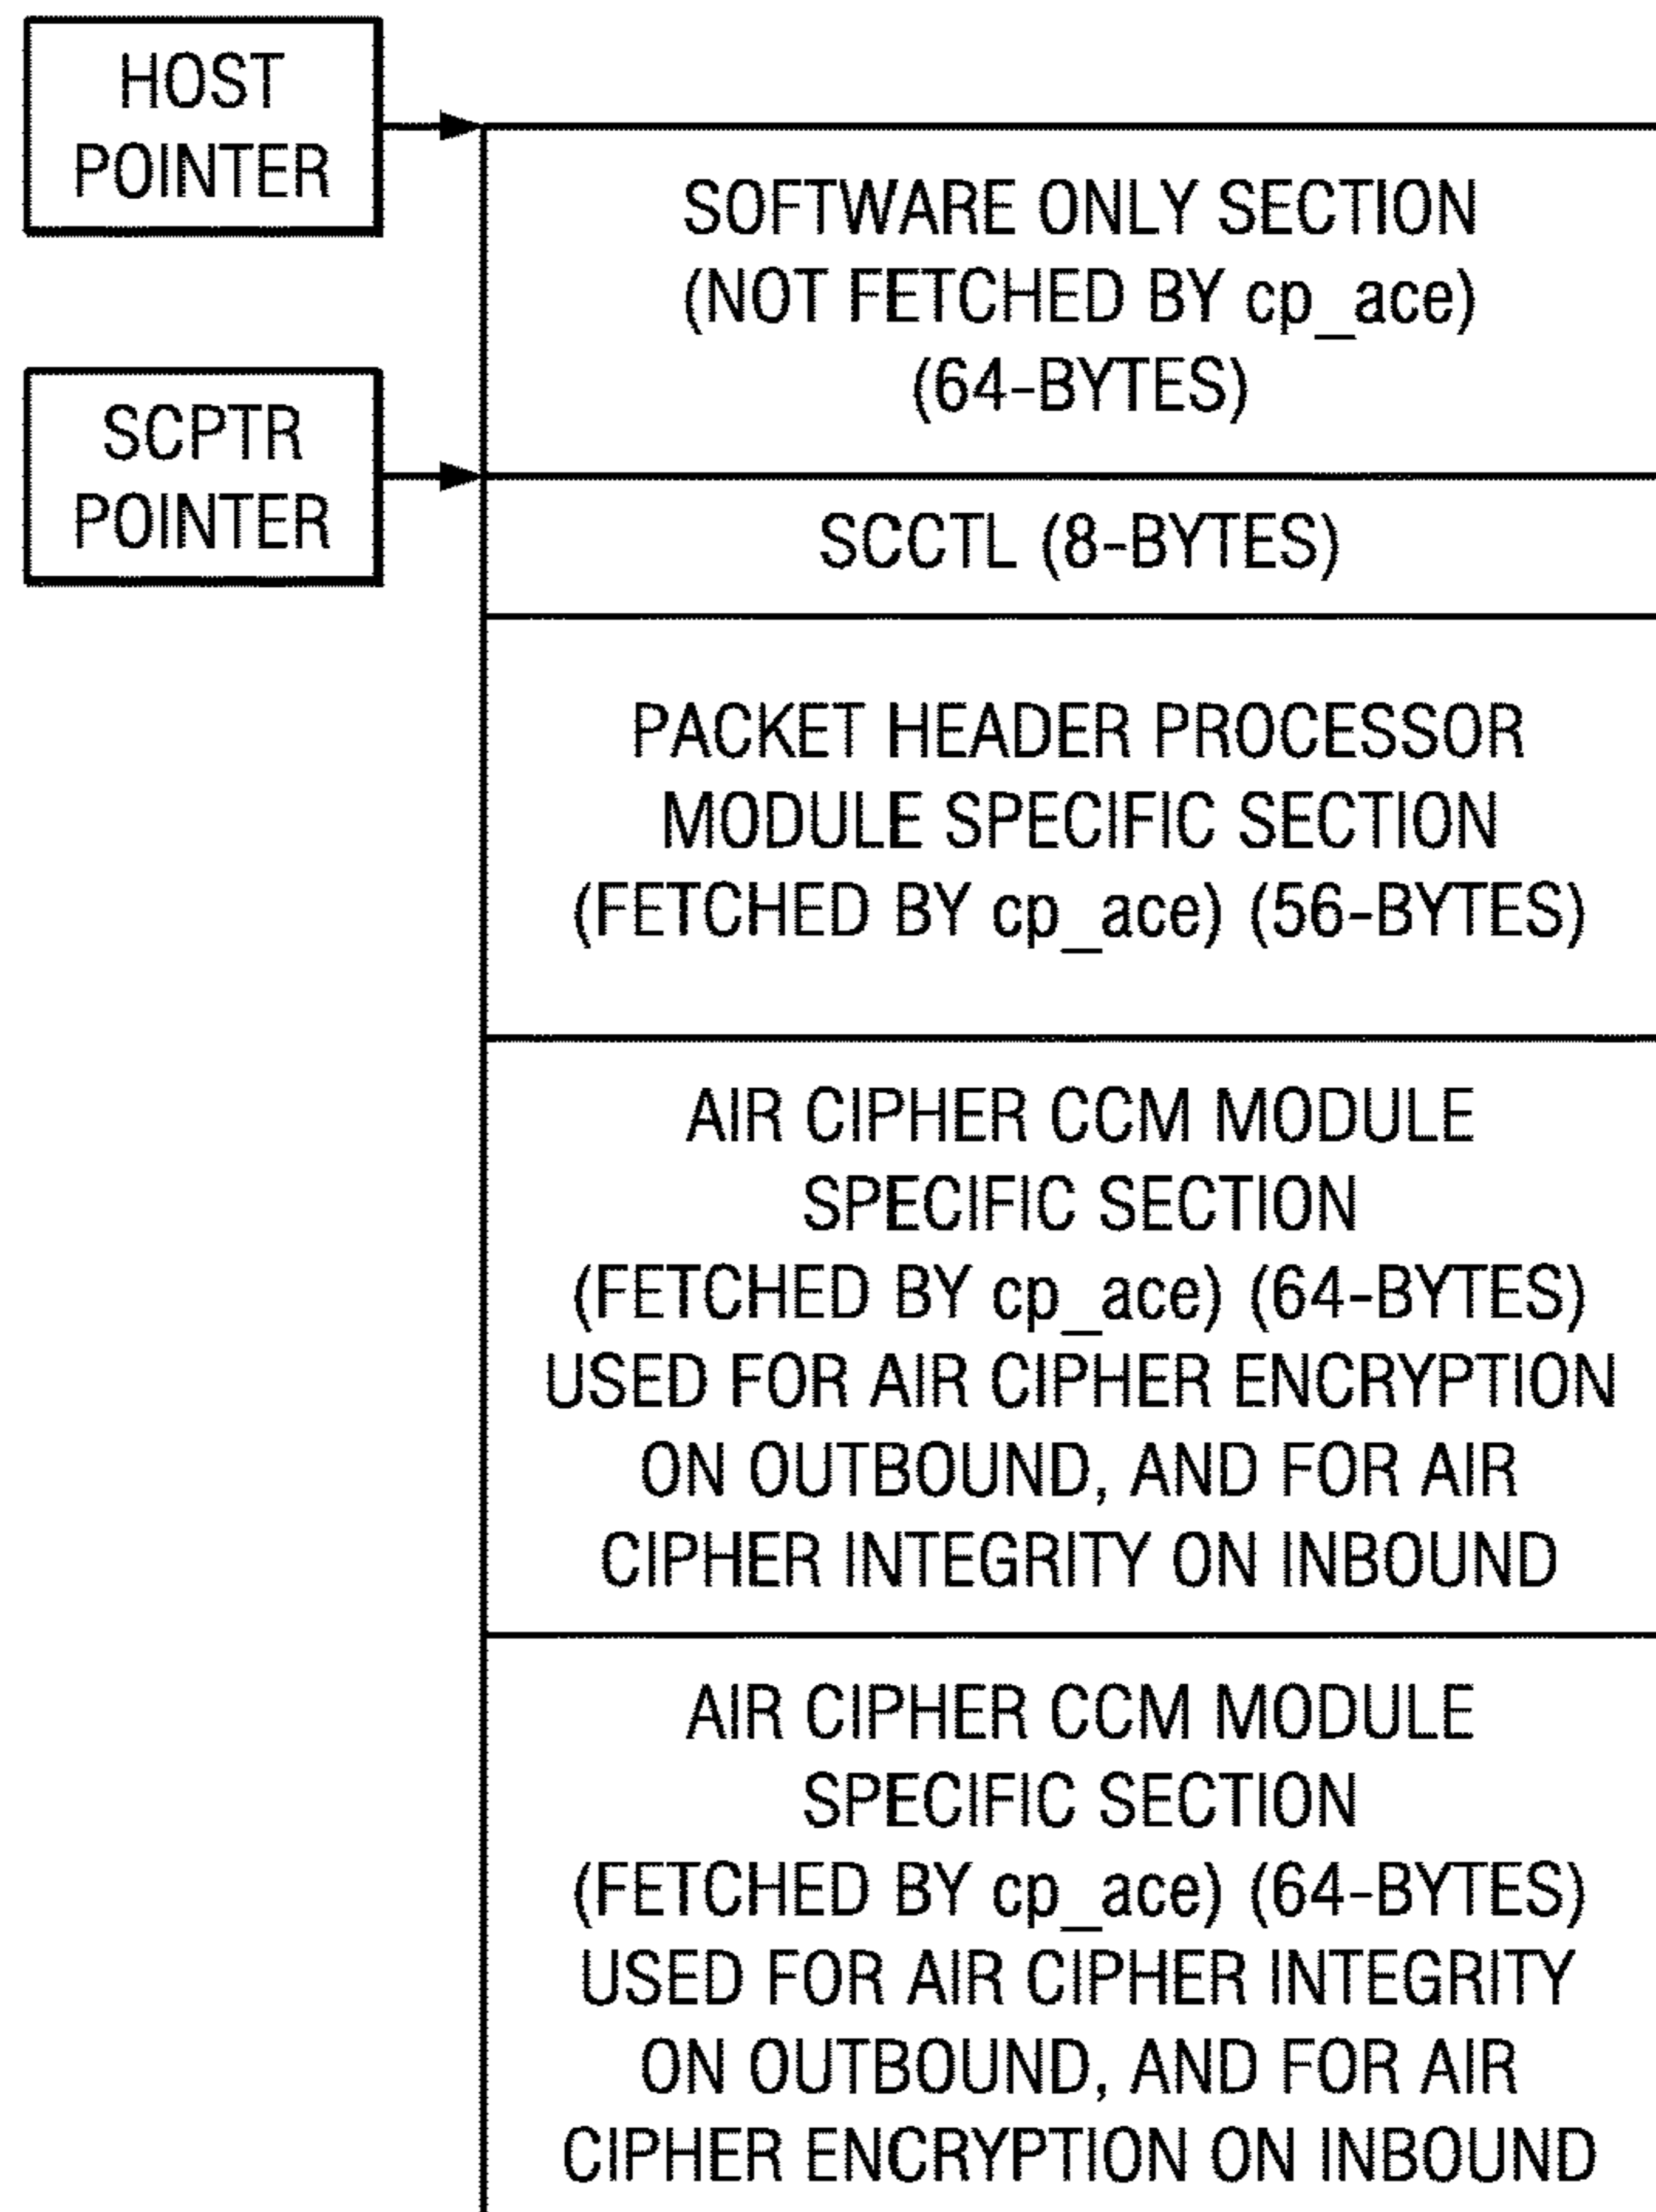 HOST
POINTER
SOFTWARE ONLY SECTION
(NOT FETCHED BY cp_ace)
(64-BYTES)
SCPTR
POINTER
SCCTL (8-BYTES)
PACKET HEADER PROCESSOR
MODULE SPECIFIC SECTION
(FETCHED BY cp_ace) (56-BYTES)
AIR CIPHER CCM MODULE
SPECIFIC SECTION
(FETCHED BY cp_ace) (64-BYTES)
USED FOR AIR CIPHER ENCRYPTION
ON OUTBOUND, AND FOR AIR
CIPHER INTEGRITY ON INBOUND
AIR CIPHER CCM MODULE
SPECIFIC SECTION
(FETCHED BY cp_ace) (64-BYTES)
USED FOR AIR CIPHER INTEGRITY
ON OUTBOUND, AND FOR AIR
CIPHER ENCRYPTION ON INBOUND